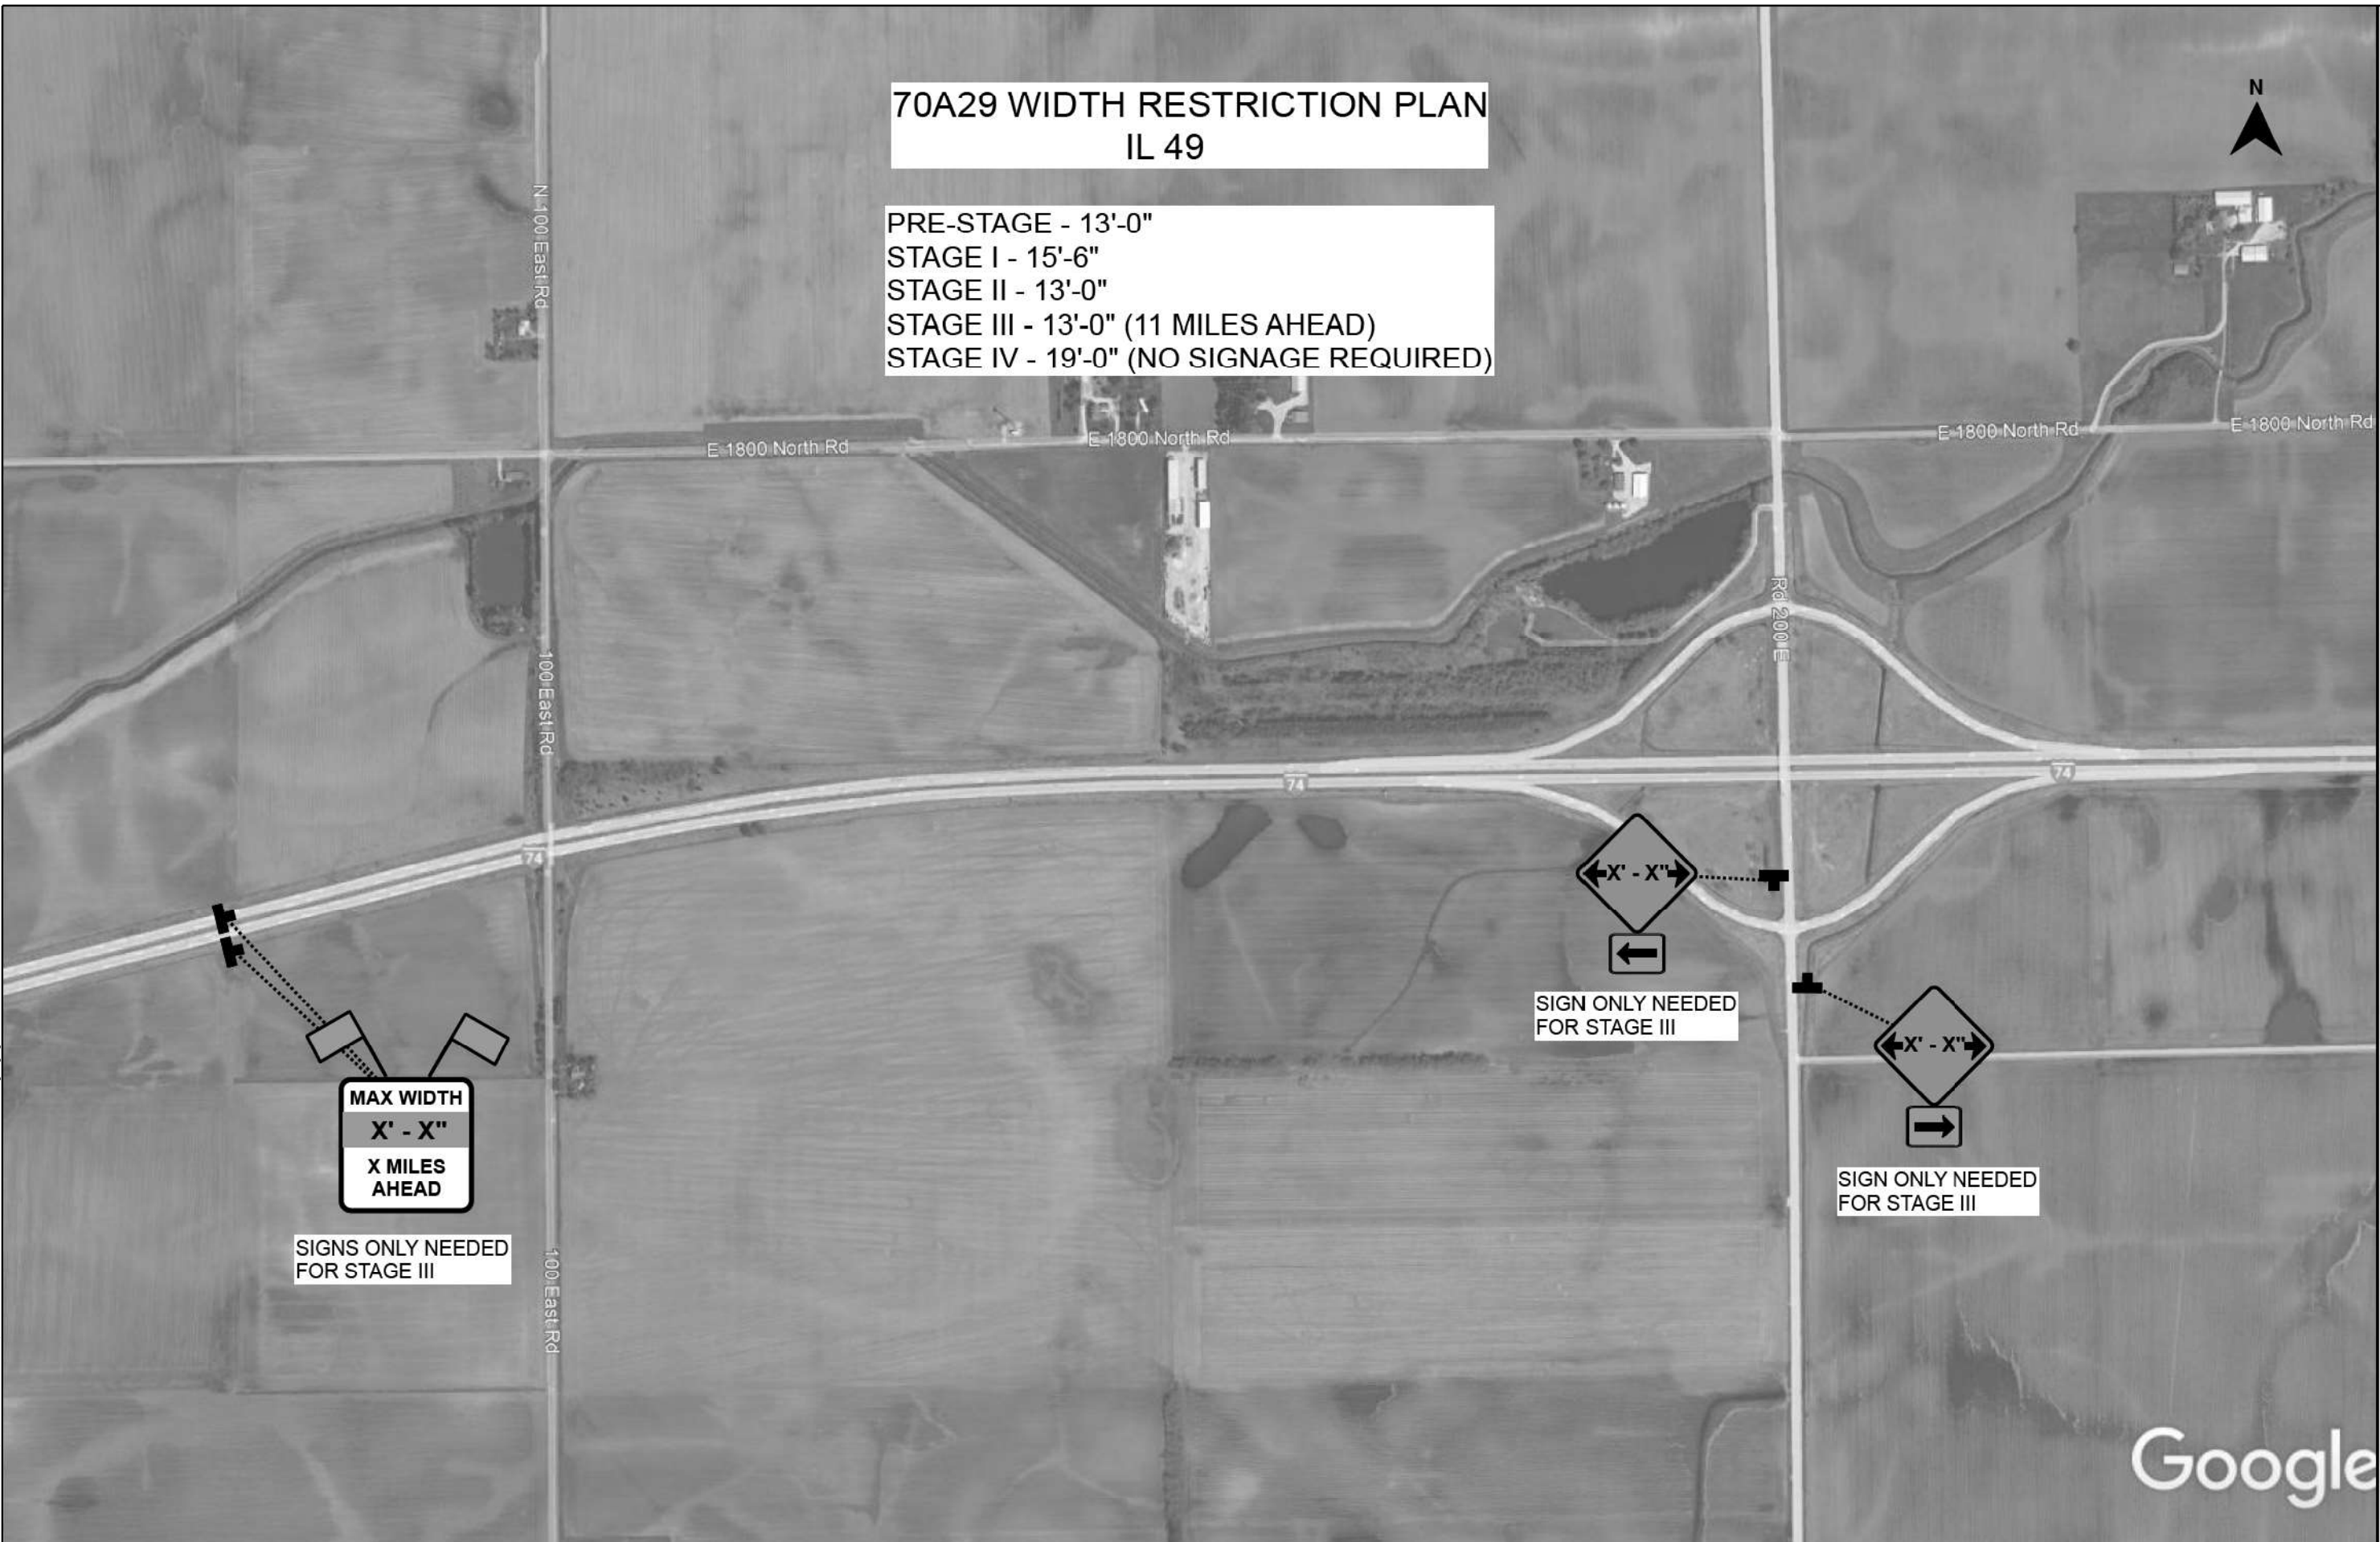 70A29 WIDTH RESTRICTION PLAN
IL 49
N
PRE-STAGE - 13'-0"
STAGE I - 15'-6"
STAGE II - 13'-0"
STAGE III - 13'-0" (11 MILES AHEAD)
STAGE IV - 19'-0" (NO SIGNAGE REQUIRED)
N 100 East Rd
E 1800 North Rd
E 1800 North Rd
E 1800 North Rd
E 1800 North Rd
Rd 200 E
100 East Rd
74
74
74
X' - X"
SIGN ONLY NEEDED
FOR STAGE III
X' - X"
SIGN ONLY NEEDED
FOR STAGE III
MAX WIDTH
X' - X"
X MILES
AHEAD
SIGNS ONLY NEEDED
FOR STAGE III
100 East Rd
Google